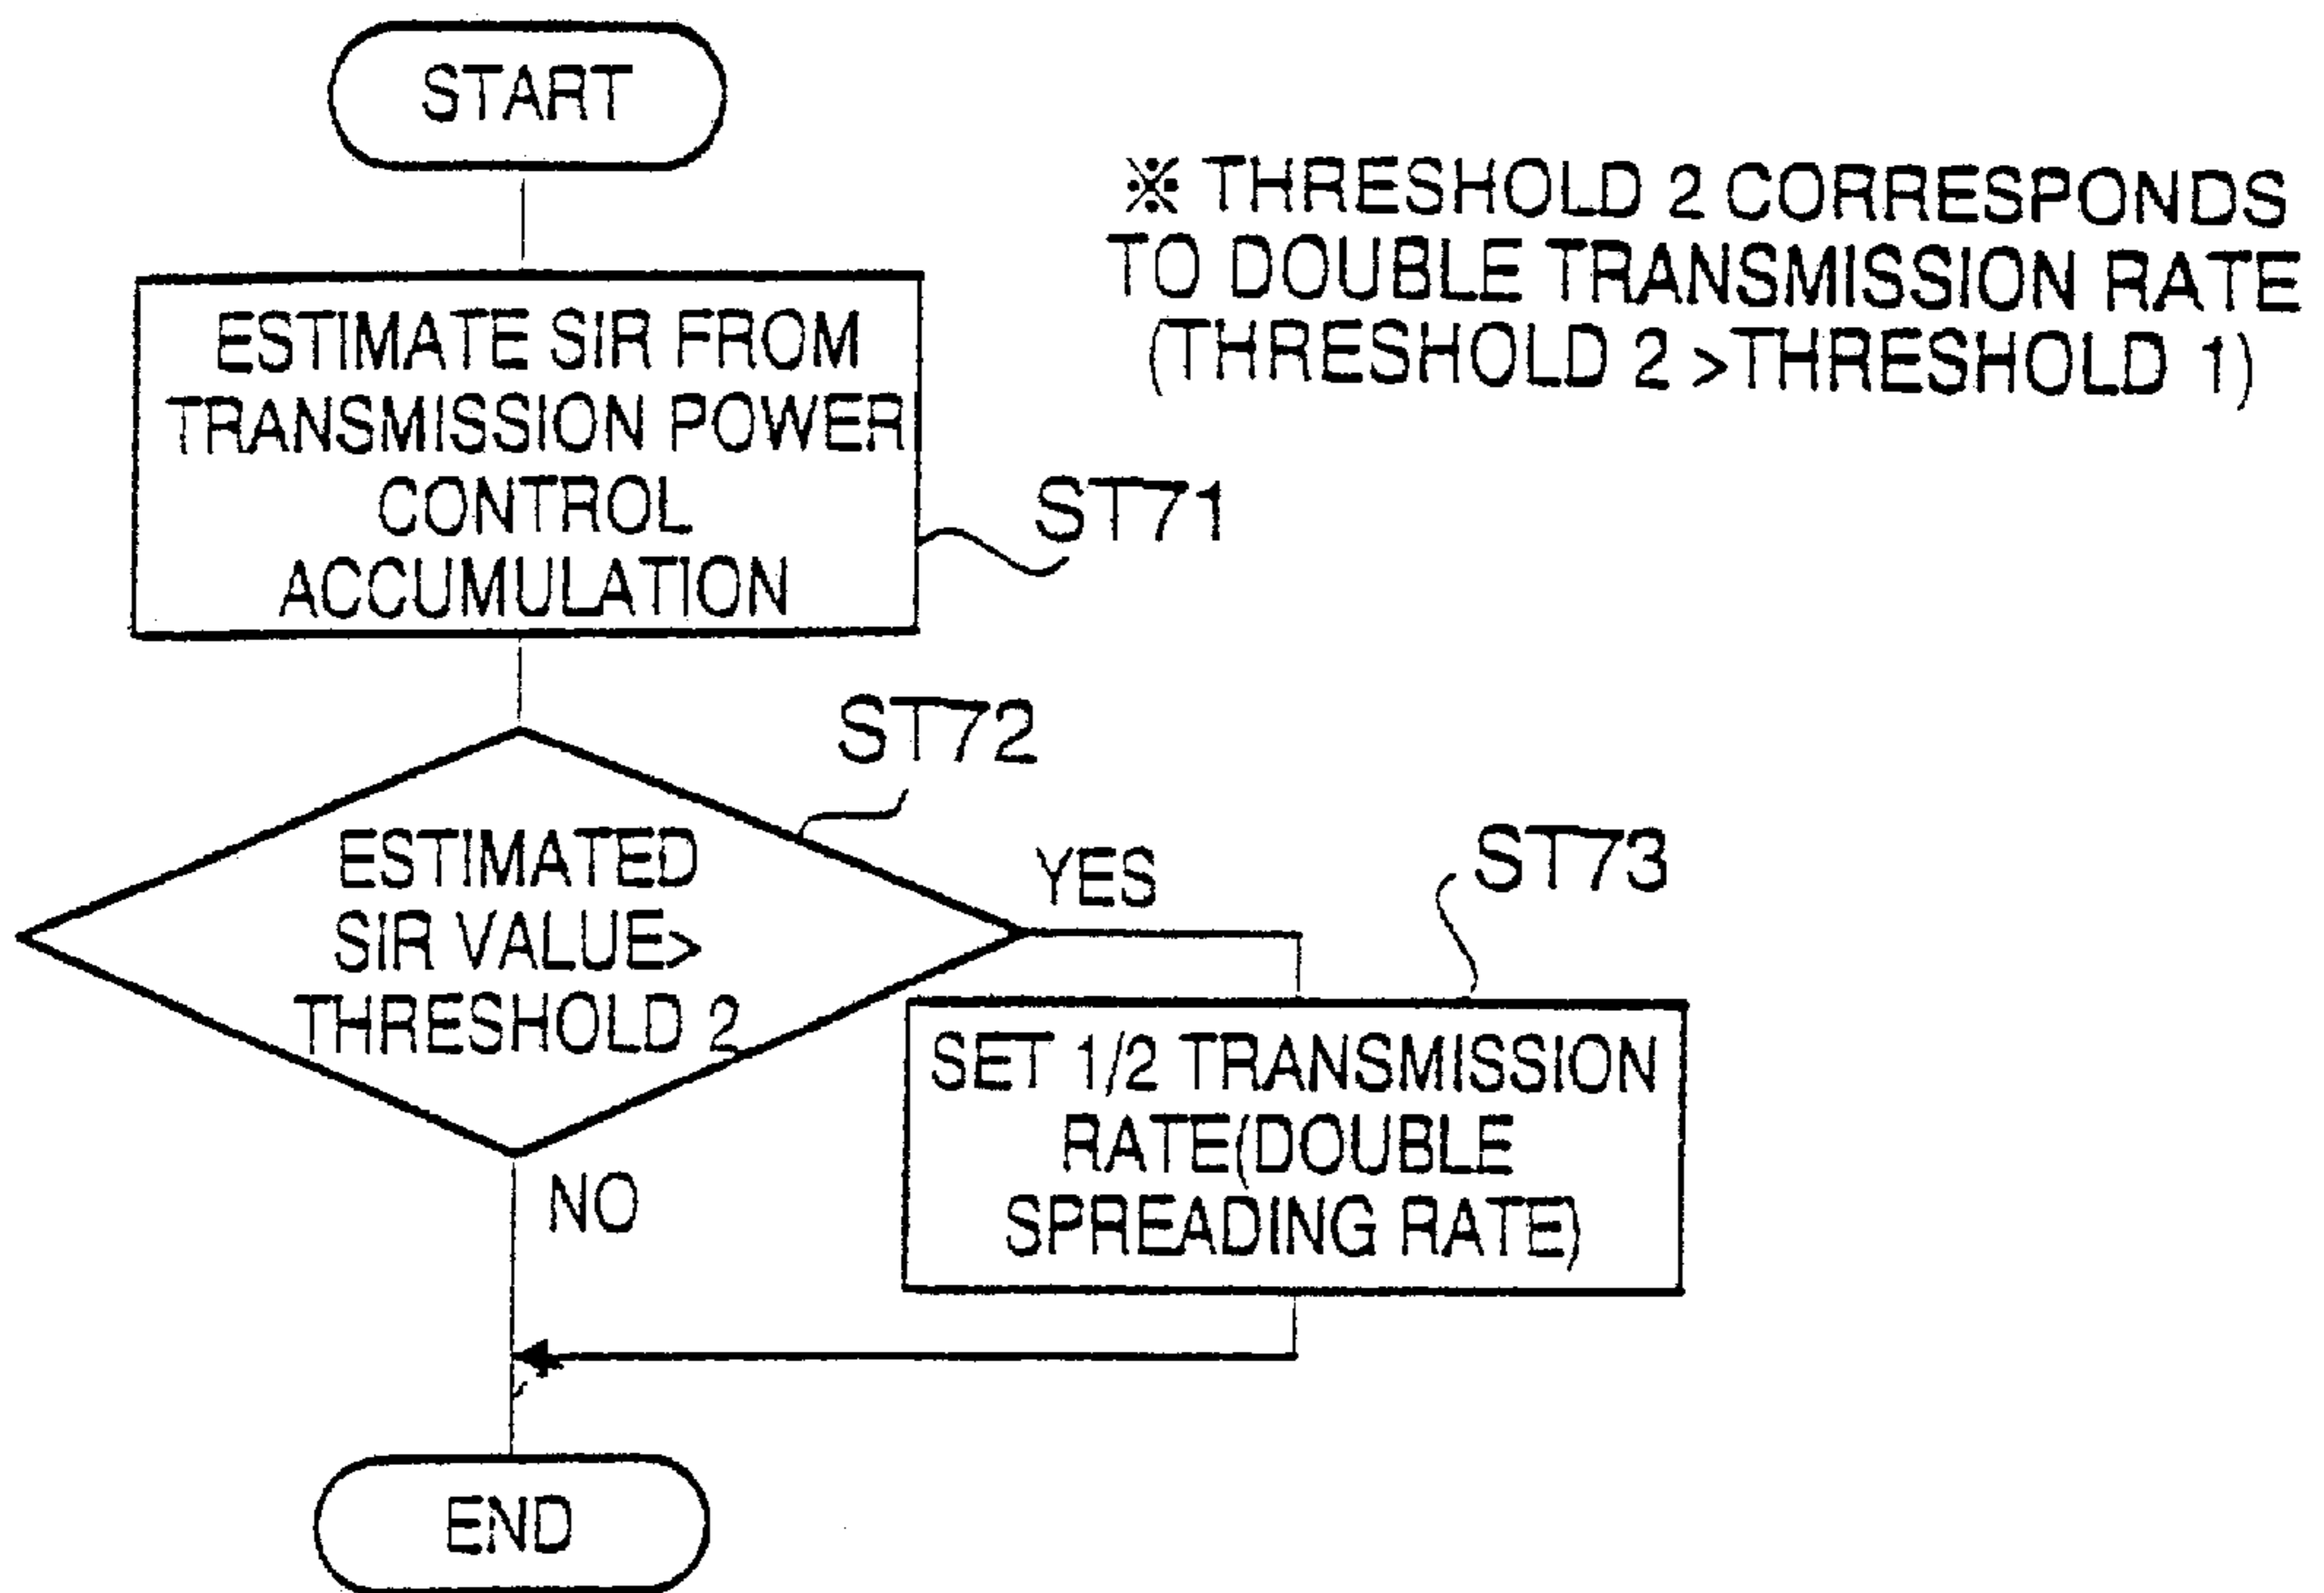 START
※ THRESHOLD 2 CORRESPONDS
TO DOUBLE TRANSMISSION RATE
(THRESHOLD 2 >THRESHOLD 1)
ESTIMATE SIR FROM
TRANSMISSION POWER
CONTROL
ACCUMULATION
ST71
ST72
ESTIMATED
SIR VALUE>
THRESHOLD 2
YES
ST73
SET 1/2 TRANSMISSION
RATE(DOUBLE
SPREADING RATE)
NO
END